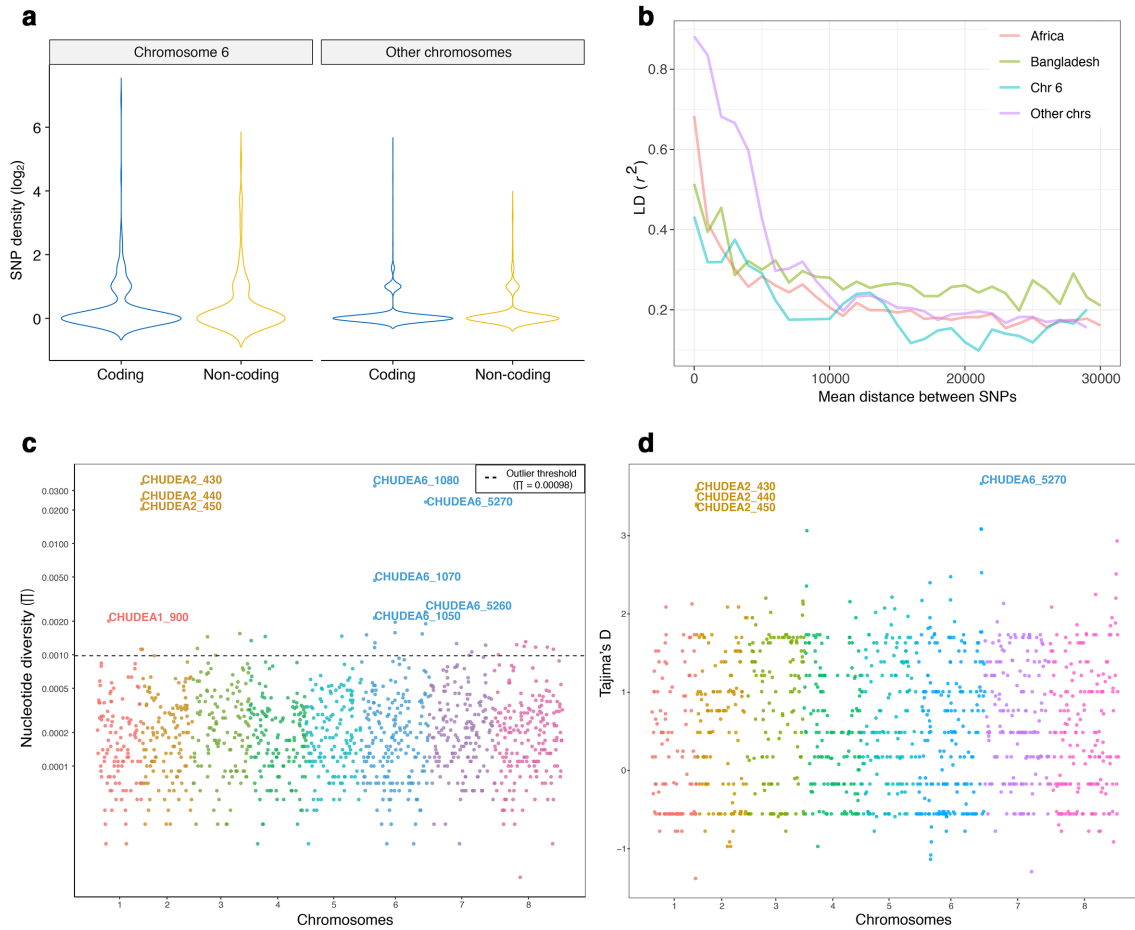 a
Chromosome 6
Other chromosomes
SNP density (log2)
6
4
2
0
Coding
Non-coding
Coding
Non-coding
b
LD (r2)
0.8
0.6
0.4
0.2
Africa
Bangladesh
Chr 6
Other chrs
0
10000
20000
30000
Mean distance between SNPs
c
Nucleotide diversity (∏)
0.0300
0.0200
0.0100
0.0050
0.0020
0.0010
0.0005
0.0002
0.0001
Outlier threshold
(∏ = 0.00098)
CHUDEA2_430
CHUDEA2_440
CHUDEA2_450
CHUDEA6_1080
CHUDEA6_5270
CHUDEA6_1070
CHUDEA6_5260
CHUDEA6_1050
CHUDEA1_900
1 2 3 4 5 6 7 8
Chromosomes
d
Tajima's D
3
2
1
0
−1
CHUDEA2_430
CHUDEA2_440
CHUDEA2_450
CHUDEA6_5270
1 2 3 4 5 6 7 8
Chromosomes